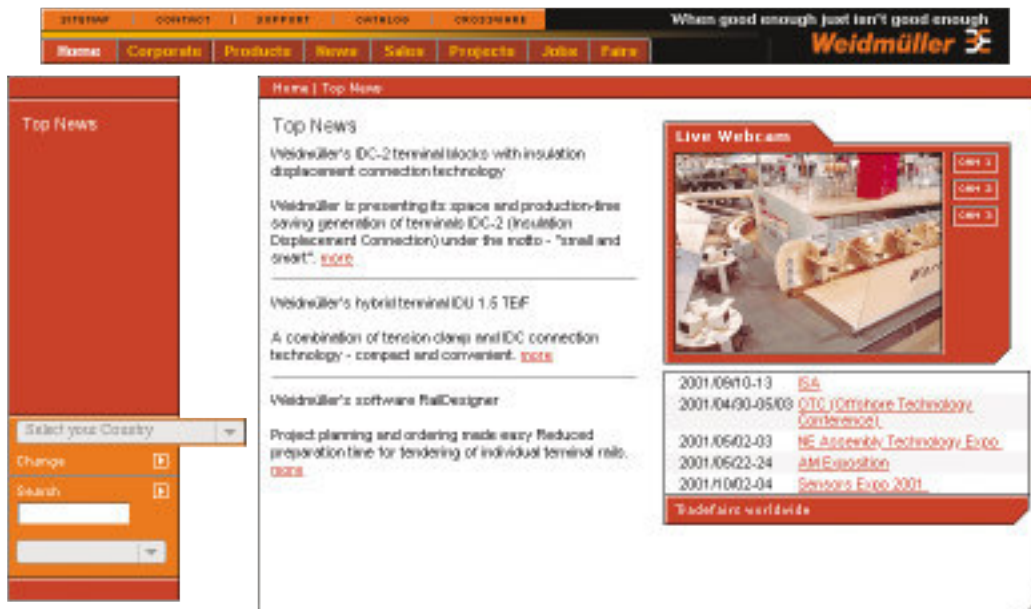 SITEMAP | CONTACT | SUPPORT | CATALOG | CROSSWARE
When good enough just isn't good enough
Weidmüller
Home Corporate Products News Sales Projects Jobs Fairs
Top News
Home | Top News
Top News
Weidmüller's IDC-2 terminal blocks with insulation
displacement connection technology
Weidmüller is presenting its space and production-time
saving generation of terminals IDC-2 (Insulation
Displacement Connection) under the motto - "small and
smart". more
Weidmüller's hybrid terminal IDU 1.5 TE/F
A combination of tension clamp and IDC connection
technology - compact and convenient. more
Weidmüller's software RailDesigner
Project planning and ordering made easy Reduced
preparation time for tendering of individual terminal rails.
more
Live Webcam
CAM 1
CAM 2
CAM 3
2001/09/10-13 ISA
2001/04/30-05/03 OTC (Offshore Technology
Conference)
2001/05/02-03 NE Assembly Technology Expo
2001/05/22-24 AM Exposition
2001/10/02-04 Sensors Expo 2001
Tradefairs worldwide
Select your Country
Change
Search